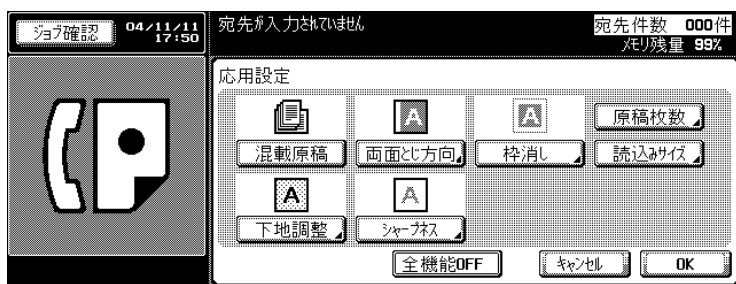 ジョブ確認
04/11/11
17:50
宛先が入力されていません
宛先件数 000件
メモリ残量 99%
応用設定
A
A
原稿枚数
混載原稿
両面とじ方向
枠消し
読込みサイズ
A
A
下地調整
シャープネス
全機能OFF
キャンセル
OK